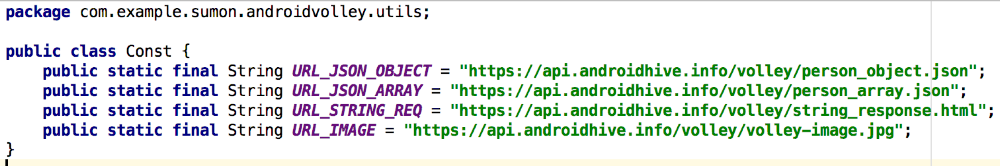 package com.example.sumon.androidvolley.utils;
public class Const {
public static final String URL_JSON_OBJECT = "https://api.androidhive.info/volley/person_object.json";
public static final String URL_JSON_ARRAY = "https://api.androidhive.info/volley/person_array.json";
public static final String URL_STRING_REQ = "https://api.androidhive.info/volley/string_response.html";
public static final String URL_IMAGE = "https://api.androidhive.info/volley/volley-image.jpg";
}